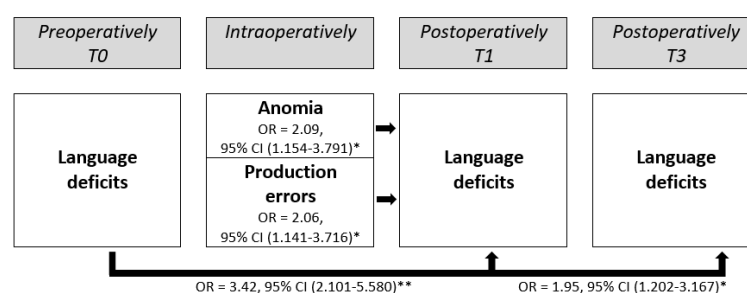 Preoperatively
T0
Intraoperatively
Postoperatively
T1
Postoperatively
T3
Language
deficits
Anomia
OR = 2.09,
95% CI (1.154-3.791)*
Production
errors
OR = 2.06,
95% CI (1.141-3.716)*
Language
deficits
Language
deficits
OR = 3.42, 95% CI (2.101-5.580)**
OR = 1.95, 95% CI (1.202-3.167)*